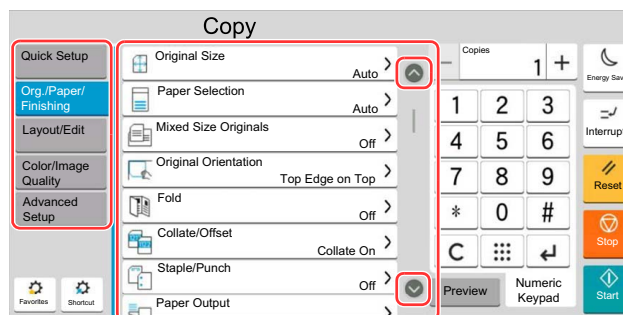 Copy
Quick Setup
Org./Paper/
Finishing
Layout/Edit
Color/Image
Quality
Advanced
Setup
Favorites
Shortcut
Original Size
Auto
Paper Selection
Auto
Mixed Size Originals
Off
Original Orientation
Top Edge on Top
Fold
Off
Collate/Offset
Collate On
Staple/Punch
Off
Paper Output
Copies
− 1 +
1 2 3
4 5 6
7 8 9
* 0 #
C
Preview
Numeric
Keypad
Energy Sav
Interrupt
Reset
Stop
Start